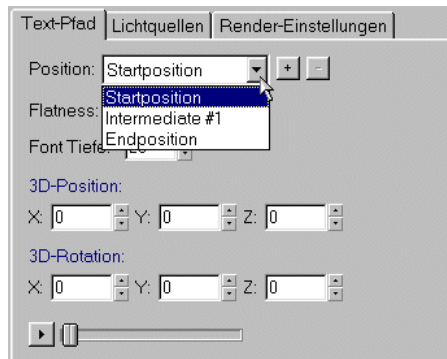 Text-Pfad Lichtquellen Render-Einstellungen
Position: Startposition + -
Startposition
Flatness:
Intermediate #1
Endposition
Font Tiefe:
3D-Position:
X: 0 Y: 0 Z: 0
3D-Rotation:
X: 0 Y: 0 Z: 0